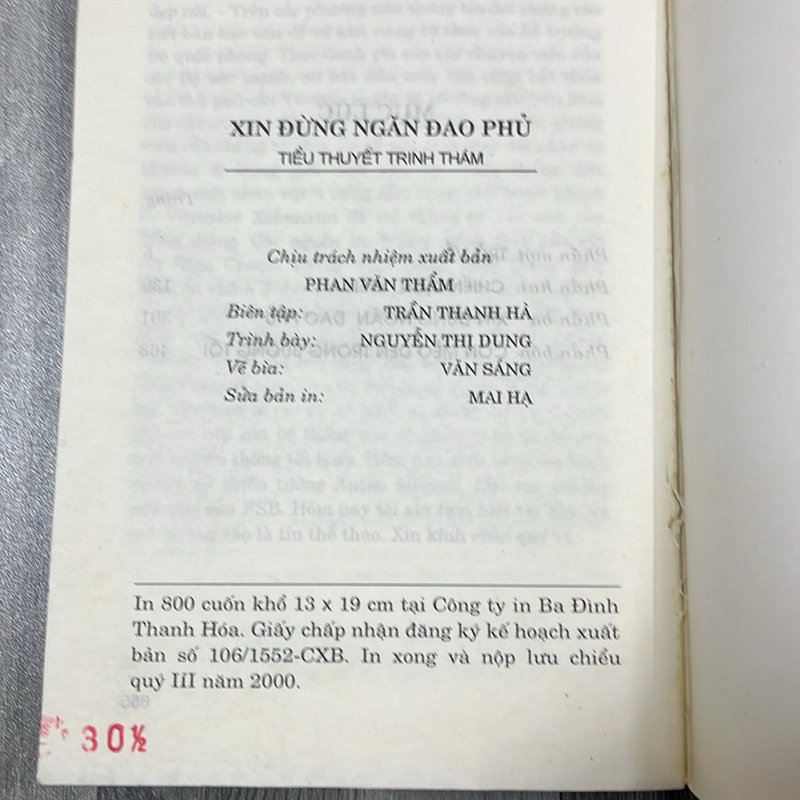 XIN ĐỪNG NGĂN ĐAO PHỦ
TIỂU THUYẾT TRINH THÁM
Chịu trách nhiệm xuất bản
PHAN VĂN THẨM
Biên tập: TRẦN THANH HÀ
Trình bày: NGUYỄN THỊ DUNG
Vẽ bìa: VĂN SÁNG
Sửa bản in: MAI HẠ
In 800 cuốn khổ 13 x 19 cm tại Công ty in Ba Đình
Thanh Hóa. Giấy chấp nhận đăng ký kế hoạch xuất
bản số 106/1552-CXB. In xong và nộp lưu chiểu
quý III năm 2000.
30½